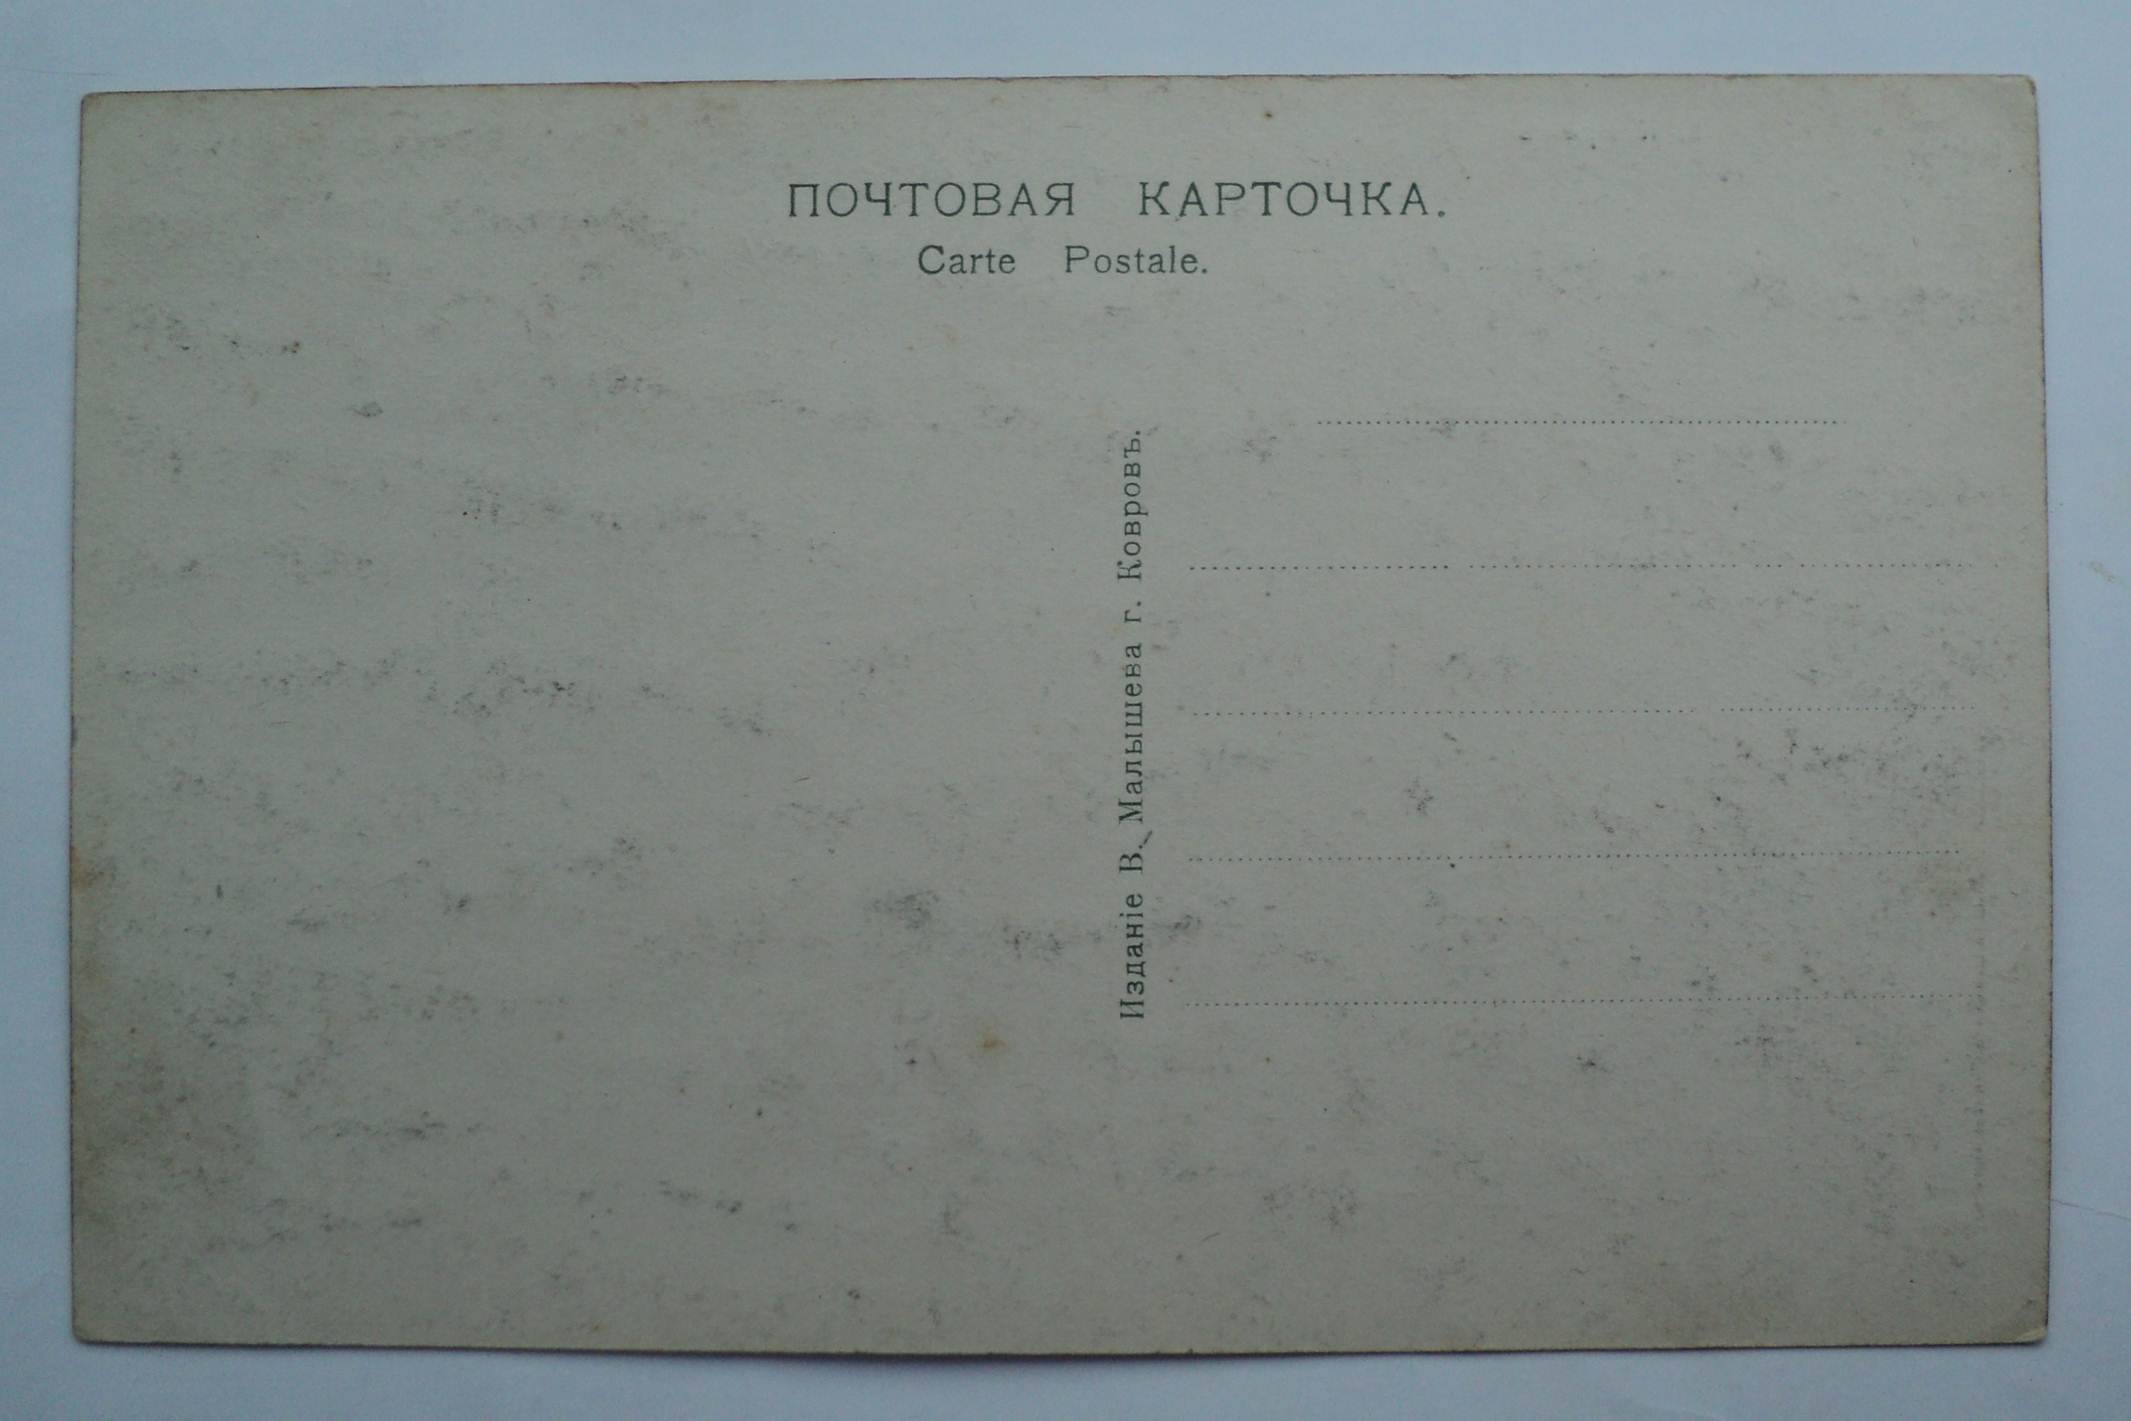 ПОЧТОВАЯ КАРТОЧКА.
Carte Postale.
Изданіе В. Малышева г. Ковровъ.